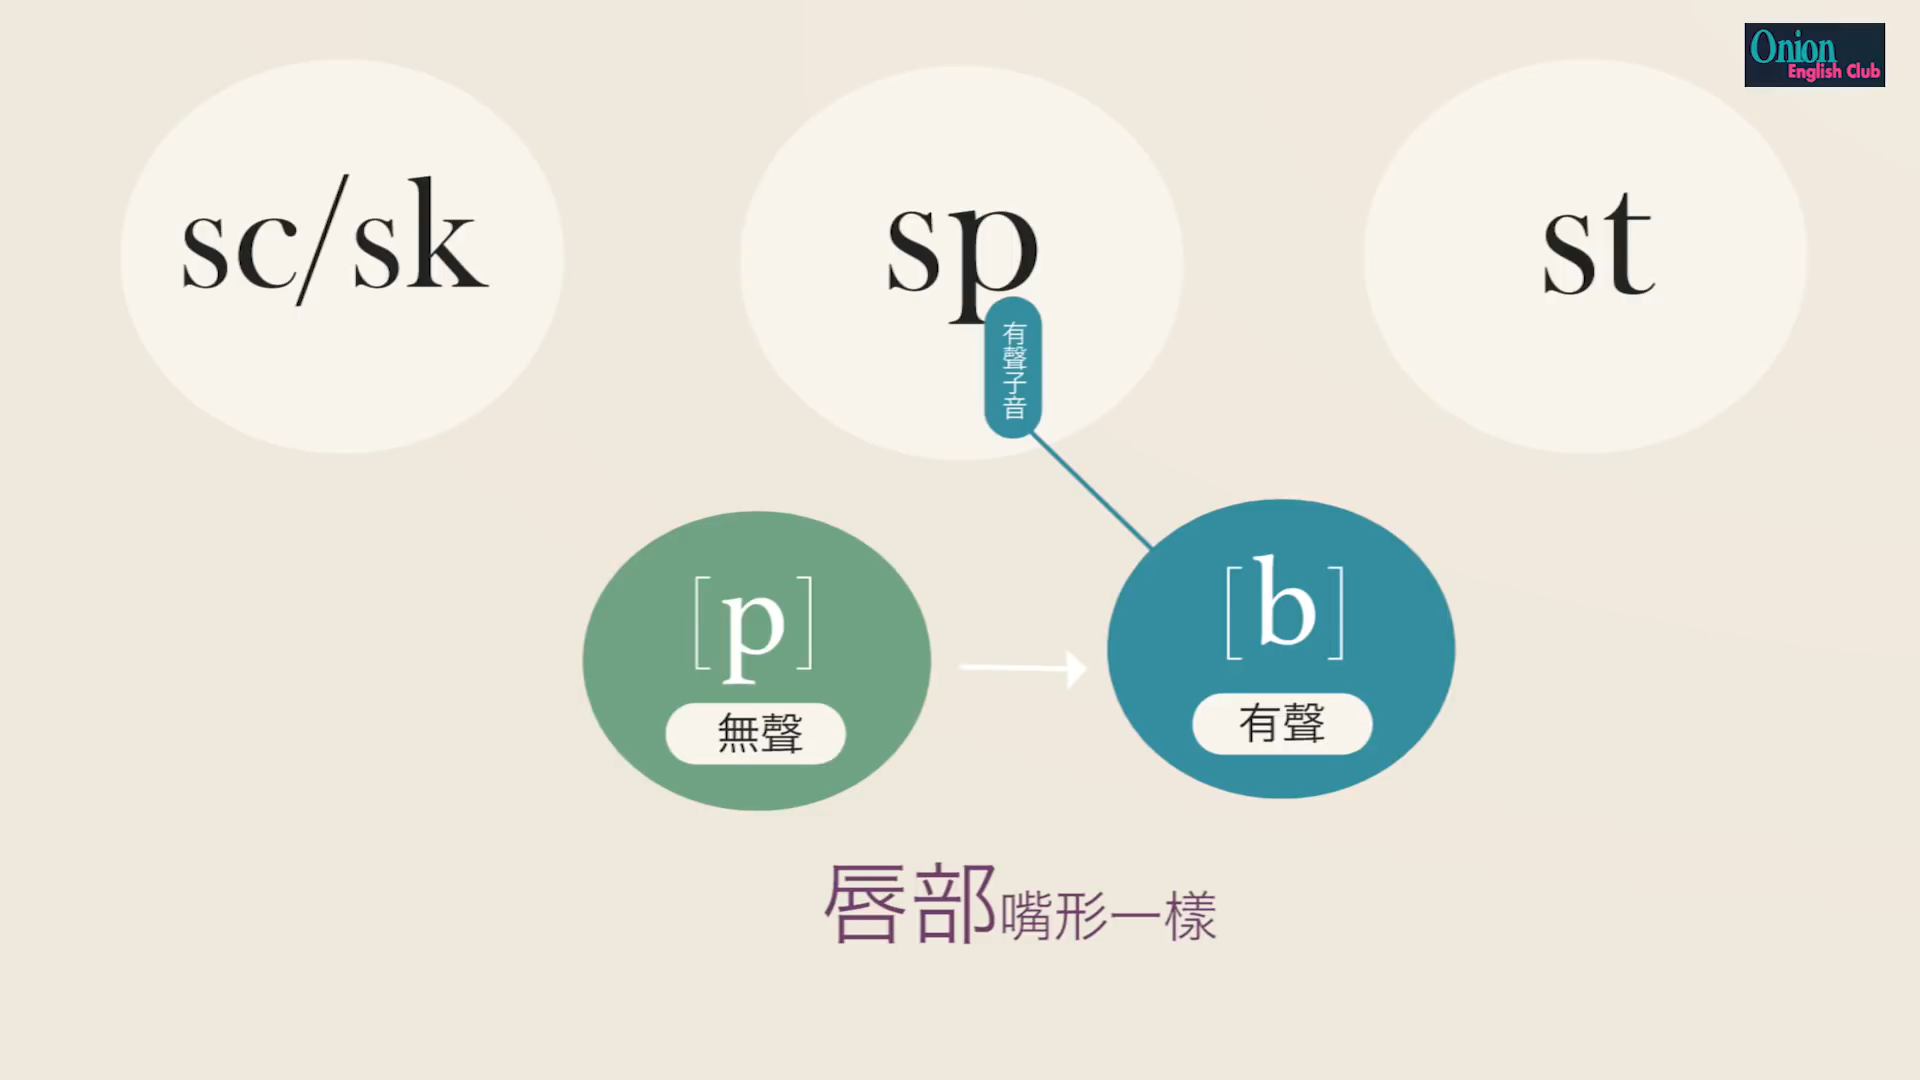 Onion
English Club
sc/sk
sp
st
有聲子音
[p]
無聲
[b]
有聲
唇部嘴形一樣